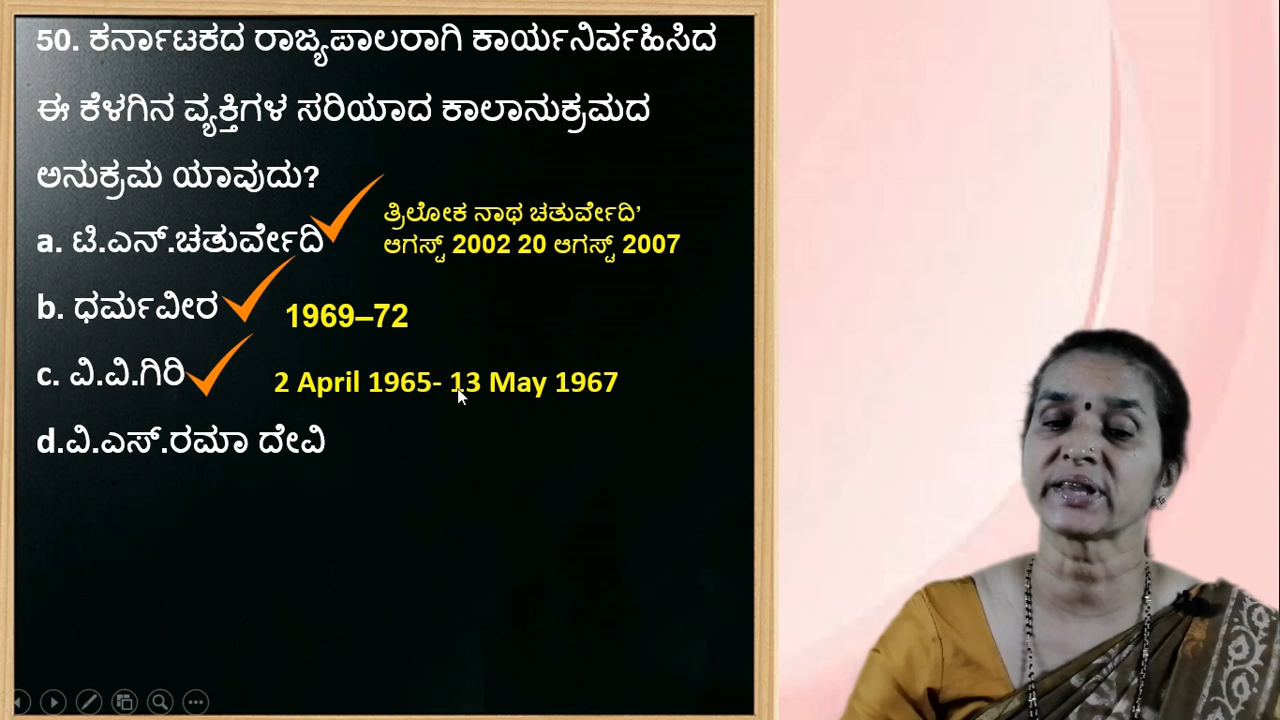 50. ಕರ್ನಾಟಕದ ರಾಜ್ಯಪಾಲರಾಗಿ ಕಾರ್ಯನಿರ್ವಹಿಸಿದ
ಈ ಕೆಳಗಿನ ವ್ಯಕ್ತಿಗಳ ಸರಿಯಾದ ಕಾಲಾನುಕ್ರಮದ
ಅನುಕ್ರಮ ಯಾವುದು?
a. ಟಿ.ಎನ್.ಚತುರ್ವೇದಿ
ತ್ರಿಲೋಕ ನಾಥ ಚತುರ್ವೇದಿ’
ಆಗಸ್ಟ್ 2002 20 ಆಗಸ್ಟ್ 2007
b. ಧರ್ಮವೀರ
1969–72
c. ವಿ.ವಿ.ಗಿರಿ
2 April 1965- 13 May 1967
d.ವಿ.ಎಸ್.ರಮಾ ದೇವಿ